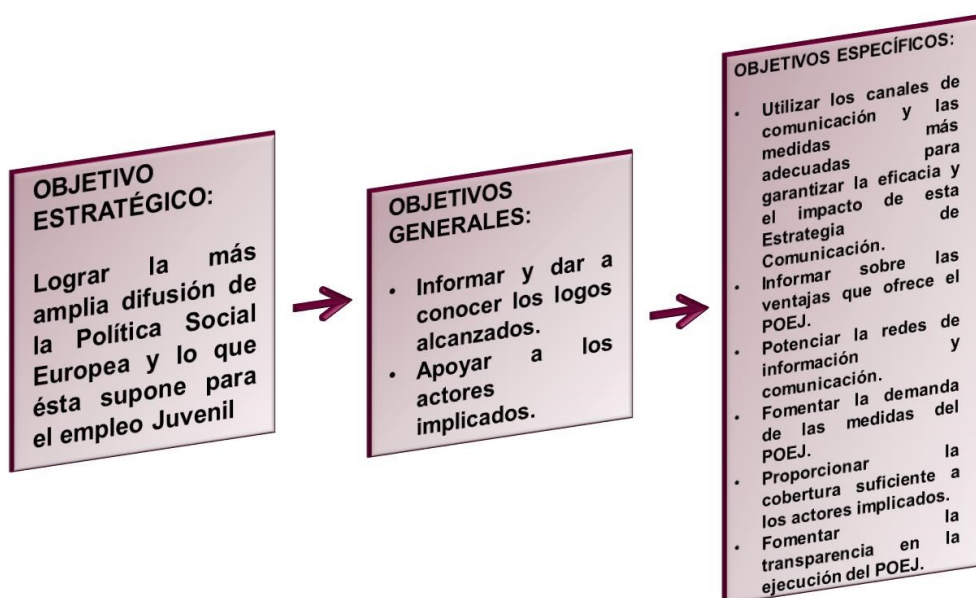 OBJETIVO
ESTRATÉGICO:
Lograr la más
amplia difusión de
la Política Social
Europea y lo que
ésta supone para
el empleo Juvenil
OBJETIVOS
GENERALES:
• Informar y dar a
conocer los logos
alcanzados.
• Apoyar a los
actores
implicados.
OBJETIVOS ESPECÍFICOS:
• Utilizar los canales de
comunicación y las
medidas más
adecuadas para
garantizar la eficacia y
el impacto de esta
Estrategia de
Comunicación.
• Informar sobre las
ventajas que ofrece el
POEJ.
• Potenciar la redes de
información y
comunicación.
• Fomentar la demanda
de las medidas del
POEJ.
• Proporcionar la
cobertura suficiente a
los actores implicados.
• Fomentar la
transparencia en la
ejecución del POEJ.